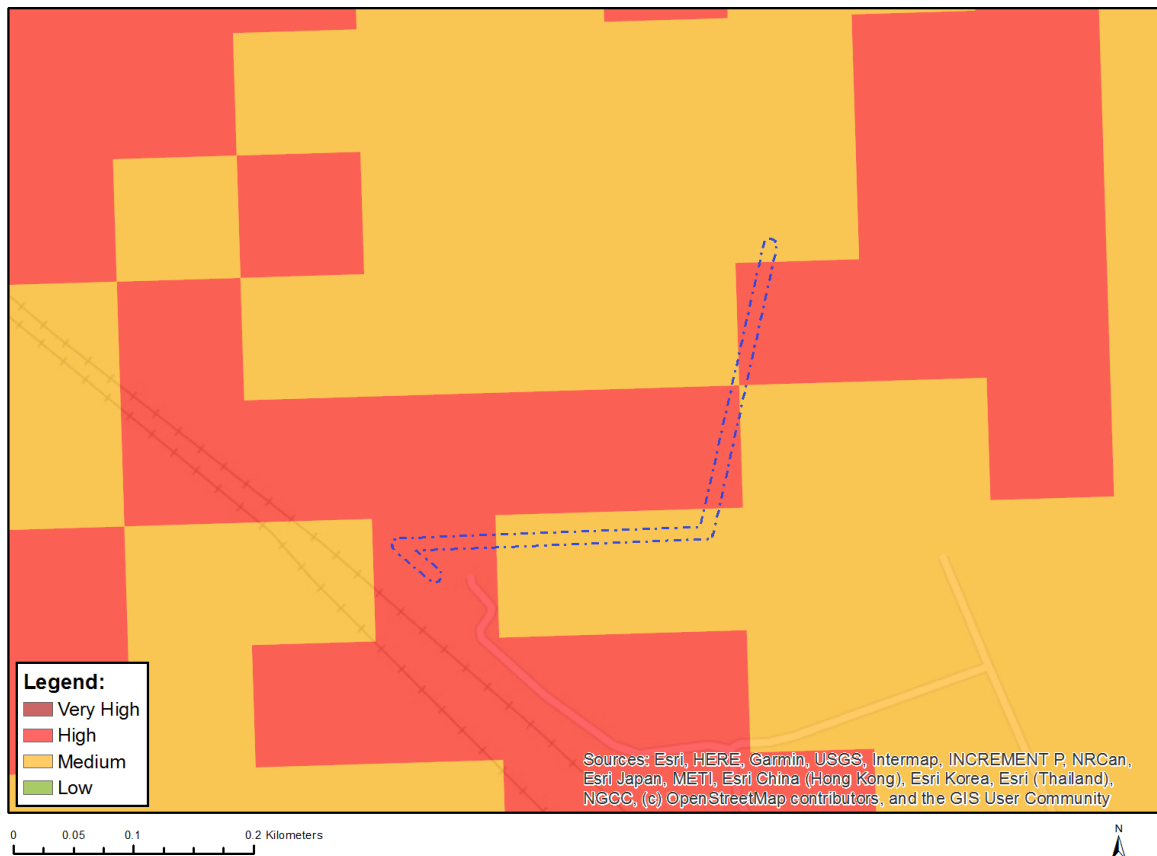 Legend:
Very High
High
Medium
Low
Sources: Esri, HERE, Garmin, USGS, Intermap, INCREMENT P, NRCan,
Esri Japan, METI, Esri China (Hong Kong), Esri Korea, Esri (Thailand),
NGCC, (c) OpenStreetMap contributors, and the GIS User Community
0 0.05 0.1 0.2 Kilometers
N